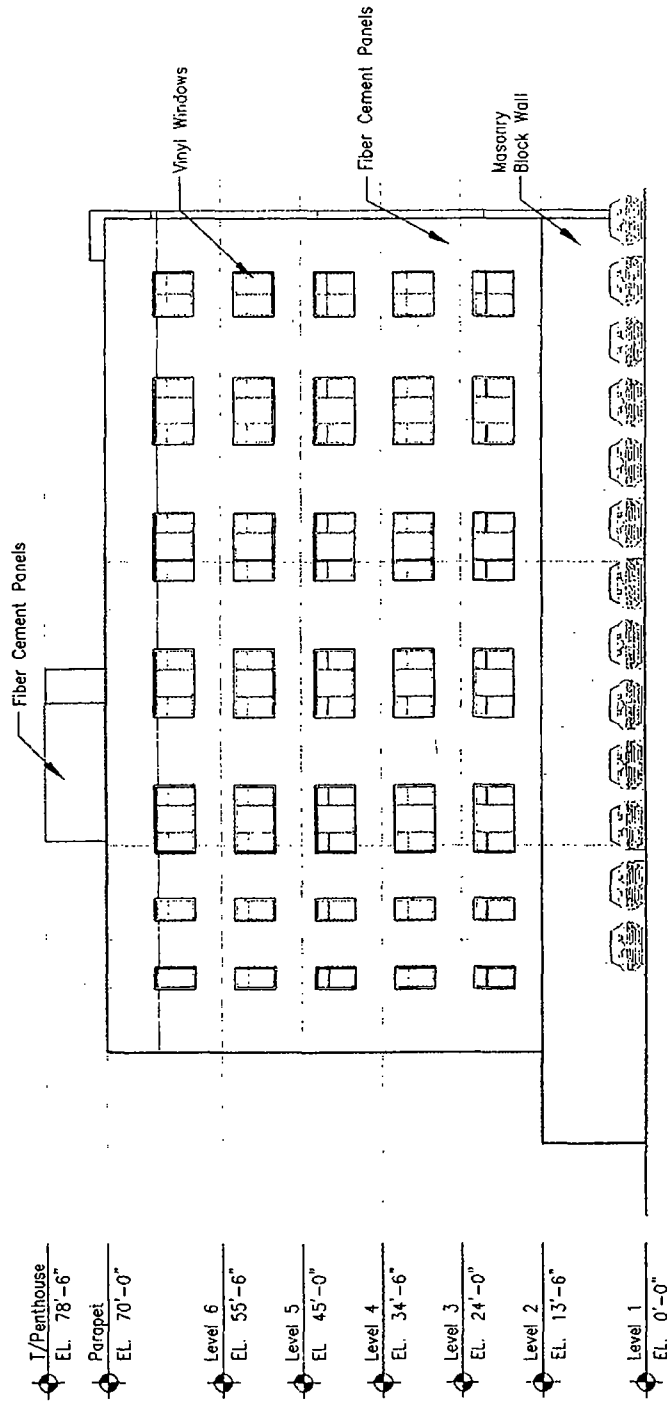 T/Penthouse
EL. 78'-6"
Parapet
EL. 70'-0"
Level 6
EL. 55'-6"
Level 5
EL 45'-0"
Level 4
EL. 34'-6"
Level 3
EL. 24'-0"
Level 2
EL. 13'-6"
Level 1
EL. 0'-0"
Fiber Cement Panels
Vinyl Windows
Fiber Cement Panels
Masonry
Block Wall